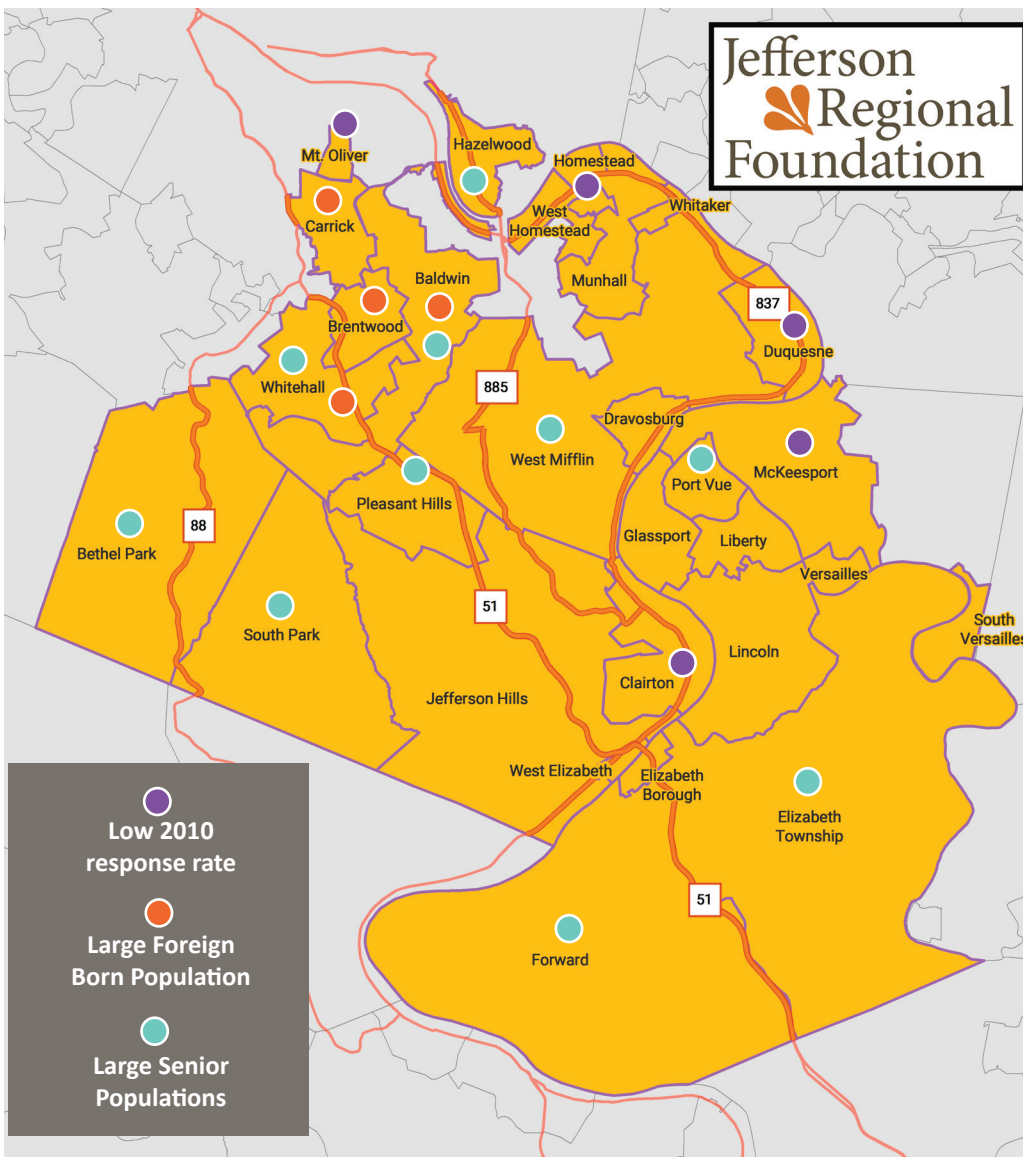 Jefferson
Regional
Foundation
Mt. Oliver
Hazelwood
Homestead
Carrick
West
Homestead
Whitaker
Munhall
Baldwin
Brentwood
837
Duquesne
Whitehall
885
Dravosburg
West Mifflin
McKeesport
Port Vue
Pleasant Hills
Bethel Park
88
Glassport
Liberty
Versailles
South Park
51
South
Versailles
Lincoln
Clairton
Jefferson Hills
West Elizabeth
Elizabeth
Borough
Elizabeth
Township
51
Forward
Low 2010
response rate
Large Foreign
Born Population
Large Senior
Populations